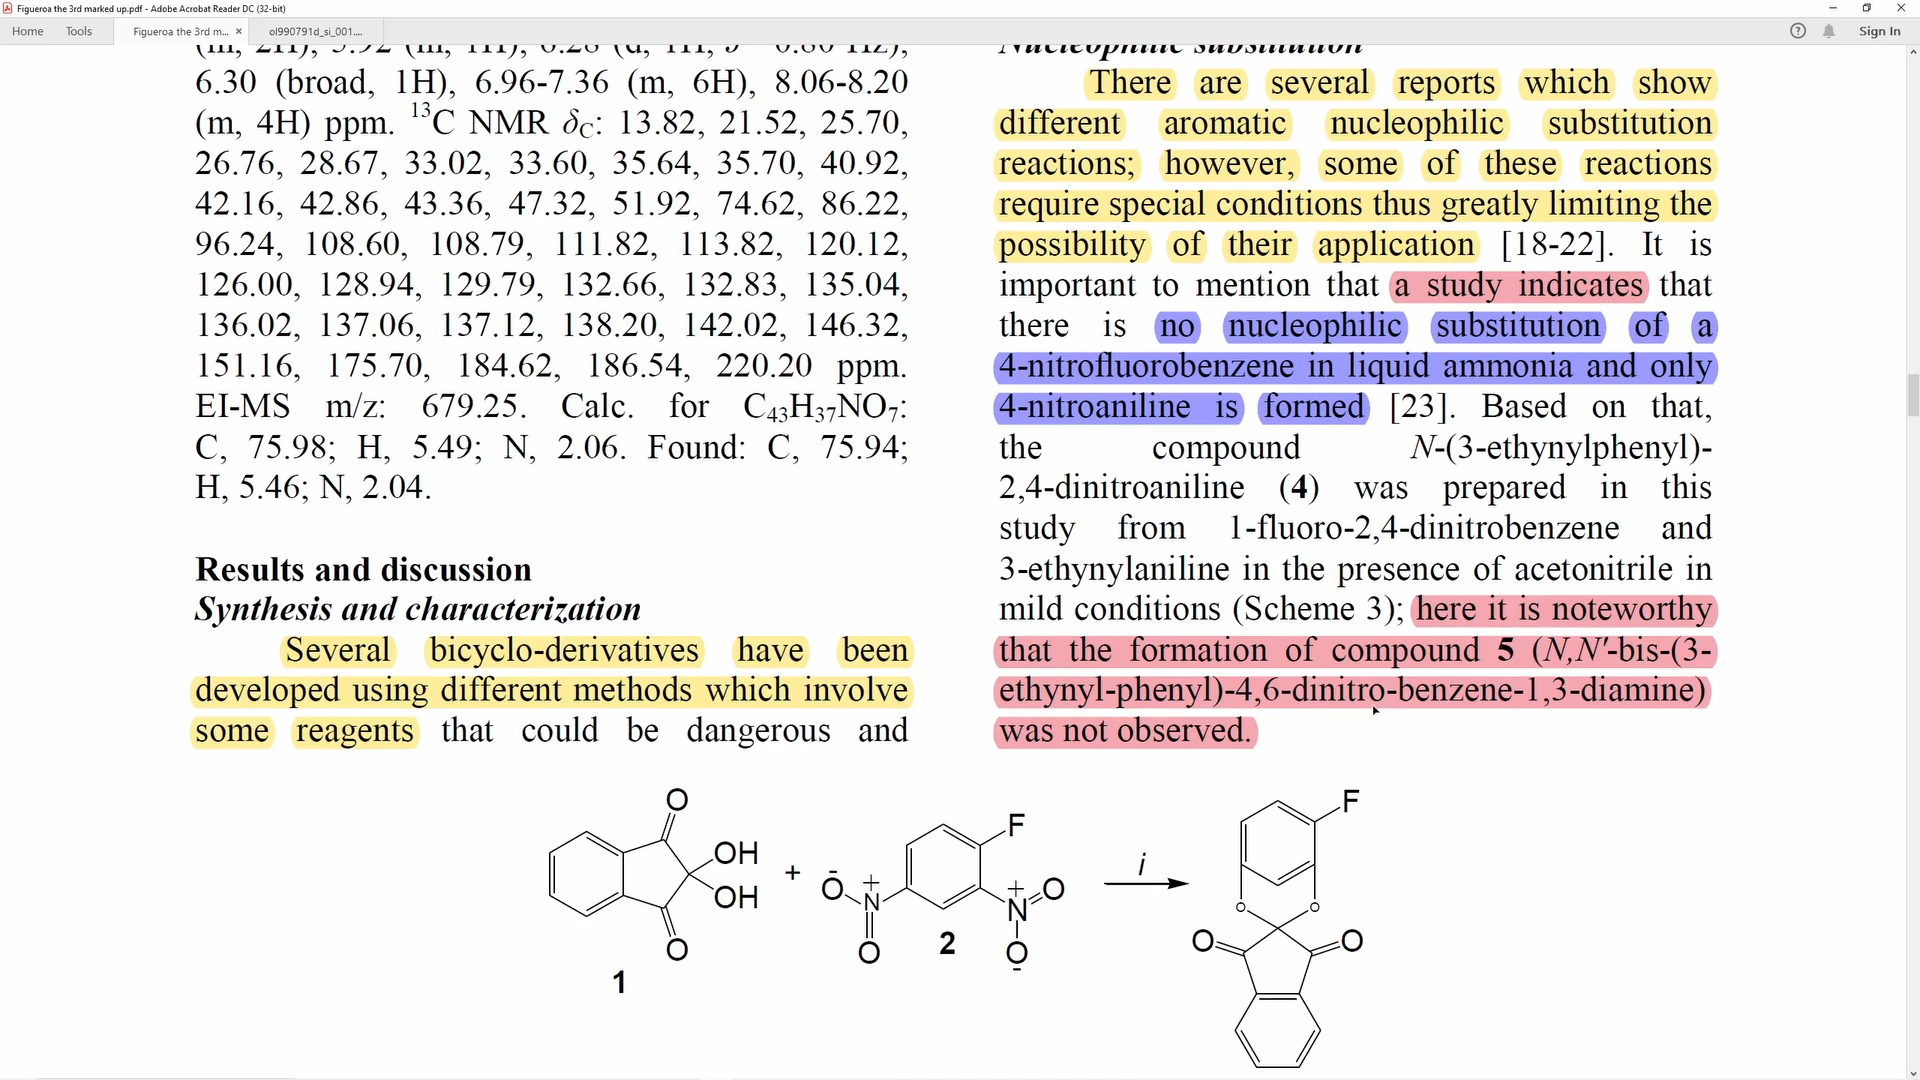 Figueroa the 3rd marked up.pdf - Adobe Acrobat Reader DC (32-bit)
Home Tools Figueroa the 3rd m... × ol990791d_si_001.... Sign In
(m, 2H), 5.92 (m, 1H), 6.28 (d, 1H, J
6.30 (broad, 1H), 6.96-7.36 (m, 6H), 8.06-8.20
(m, 4H) ppm. ¹³C NMR δC: 13.82, 21.52, 25.70,
26.76, 28.67, 33.02, 33.60, 35.64, 35.70, 40.92,
42.16, 42.86, 43.36, 47.32, 51.92, 74.62, 86.22,
96.24, 108.60, 108.79, 111.82, 113.82, 120.12,
126.00, 128.94, 129.79, 132.66, 132.83, 135.04,
136.02, 137.06, 137.12, 138.20, 142.02, 146.32,
151.16, 175.70, 184.62, 186.54, 220.20 ppm.
EI-MS m/z: 679.25. Calc. for C₄₃H₃₇NO₇:
C, 75.98; H, 5.49; N, 2.06. Found: C, 75.94;
H, 5.46; N, 2.04.
Results and discussion
Synthesis and characterization
Several bicyclo-derivatives have been
developed using different methods which involve
some reagents that could be dangerous and
Nucleophilic substitution
There are several reports which show
different aromatic nucleophilic substitution
reactions; however, some of these reactions
require special conditions thus greatly limiting the
possibility of their application [18-22]. It is
important to mention that a study indicates that
there is no nucleophilic substitution of a
4-nitrofluorobenzene in liquid ammonia and only
4-nitroaniline is formed [23]. Based on that,
the compound N-(3-ethynylphenyl)-
2,4-dinitroaniline (4) was prepared in this
study from 1-fluoro-2,4-dinitrobenzene and
3-ethynylaniline in the presence of acetonitrile in
mild conditions (Scheme 3); here it is noteworthy
that the formation of compound 5 (N,N′-bis-(3-
ethynyl-phenyl)-4,6-dinitro-benzene-1,3-diamine)
was not observed.
O
OH
OH
O
1
+
F
-O
N+
O
N+
O
O-
2
i
F
O
O
O
O